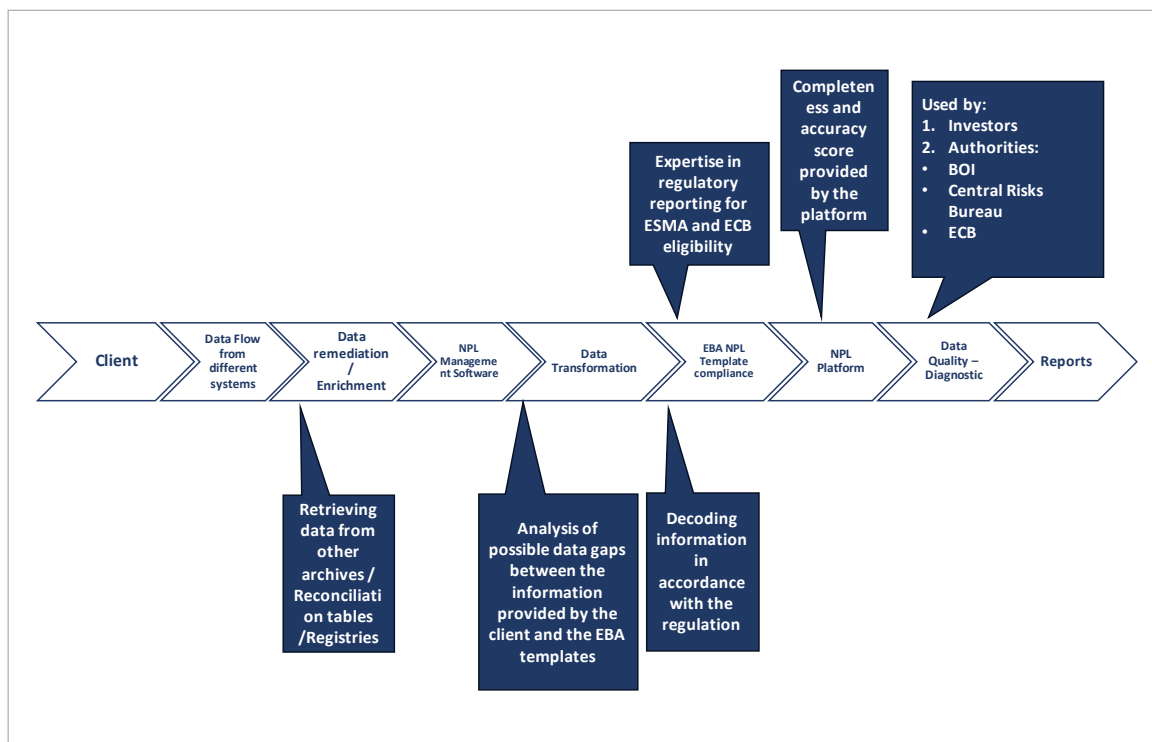 Completen
ess and
accuracy
score
provided
by the
platform
Used by:
1. Investors
2. Authorities:
• BOI
• Central Risks
Bureau
• ECB
Expertise in
regulatory
reporting for
ESMA and ECB
eligibility
Client
Data Flow
from
different
systems
Data
remediation
/
Enrichment
NPL
Manageme
nt Software
Data
Transformation
EBA NPL
Template
compliance
NPL
Platform
Data
Quality –
Diagnostic
Reports
Retrieving
data from
other
archives /
Reconciliati
on tables
/Registries
Analysis of
possible data gaps
between the
information
provided by the
client and the EBA
templates
Decoding
information
in
accordance
with the
regulation